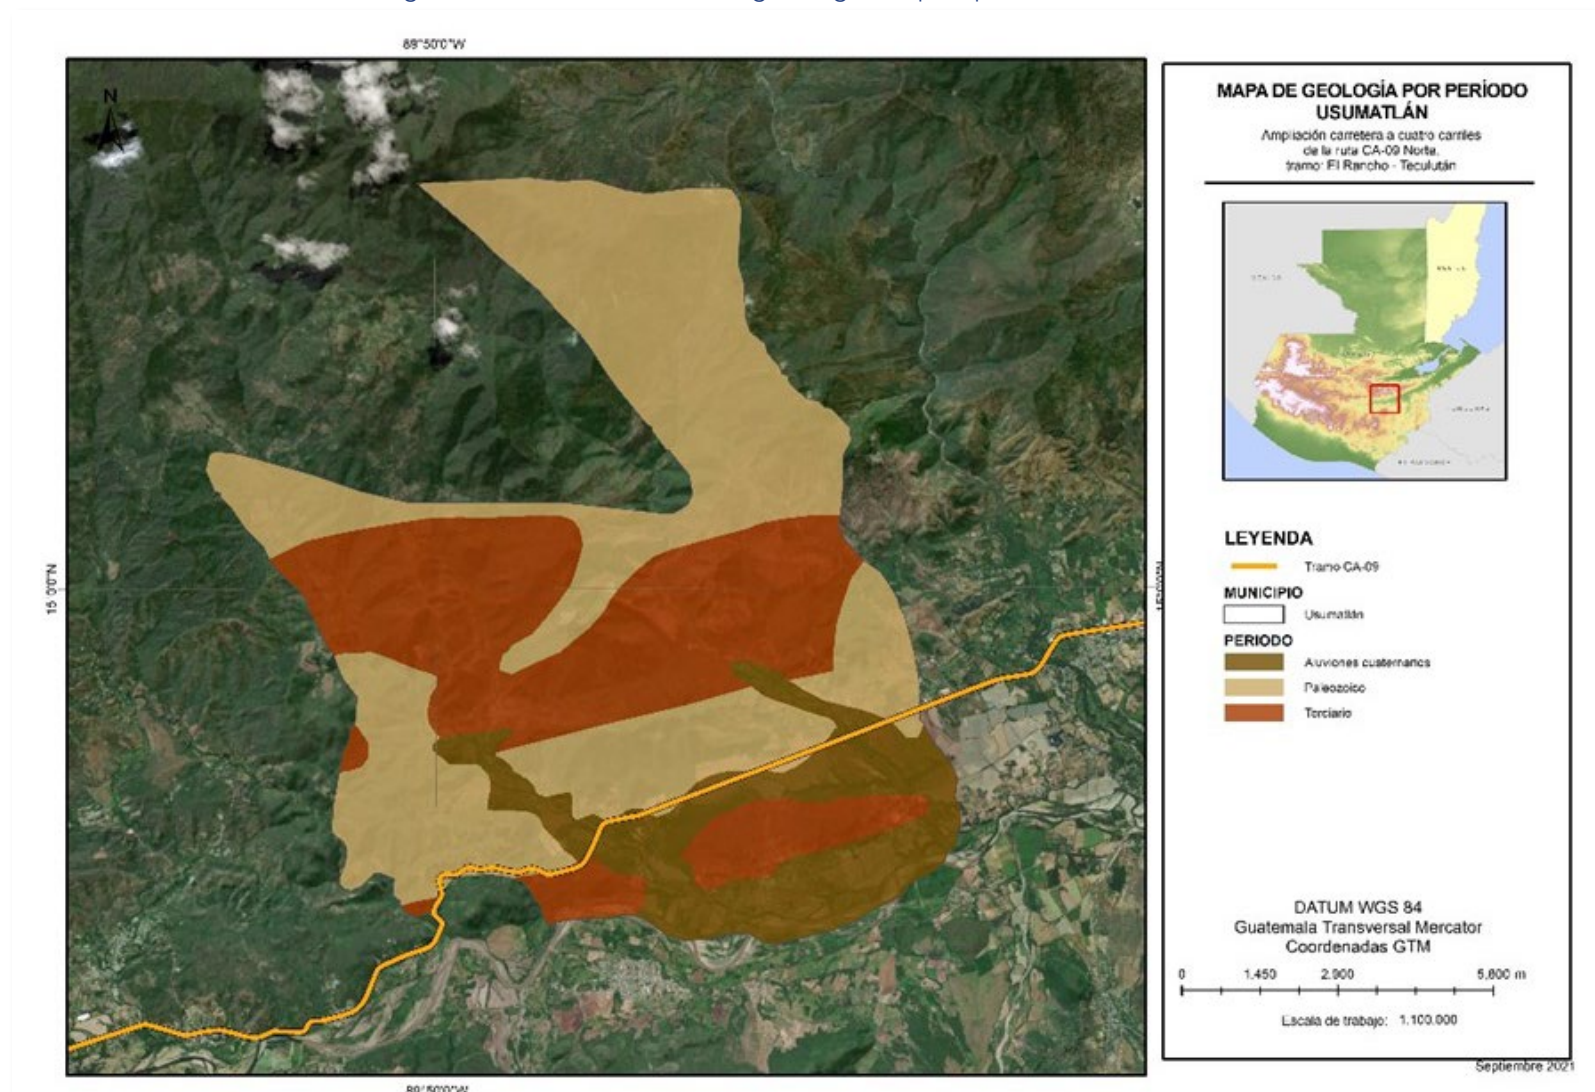 89°50'0"W
N
15°0'0"N
89°50'0"W
MAPA DE GEOLOGÍA POR PERÍODO
USUMATLÁN
Ampliación carretera a cuatro carriles
de la ruta CA-09 Norte,
tramo: El Rancho - Teculután
LEYENDA
Tramo CA-09
MUNICIPIO
Usumatlán
PERIODO
Aluviones cuaternarios
Paleozoico
Terciario
DATUM WGS 84
Guatemala Transversal Mercator
Coordenadas GTM
0 1.450 2.900 5,800 m
Escala de trabajo: 1.100.000
Septiembre 2021